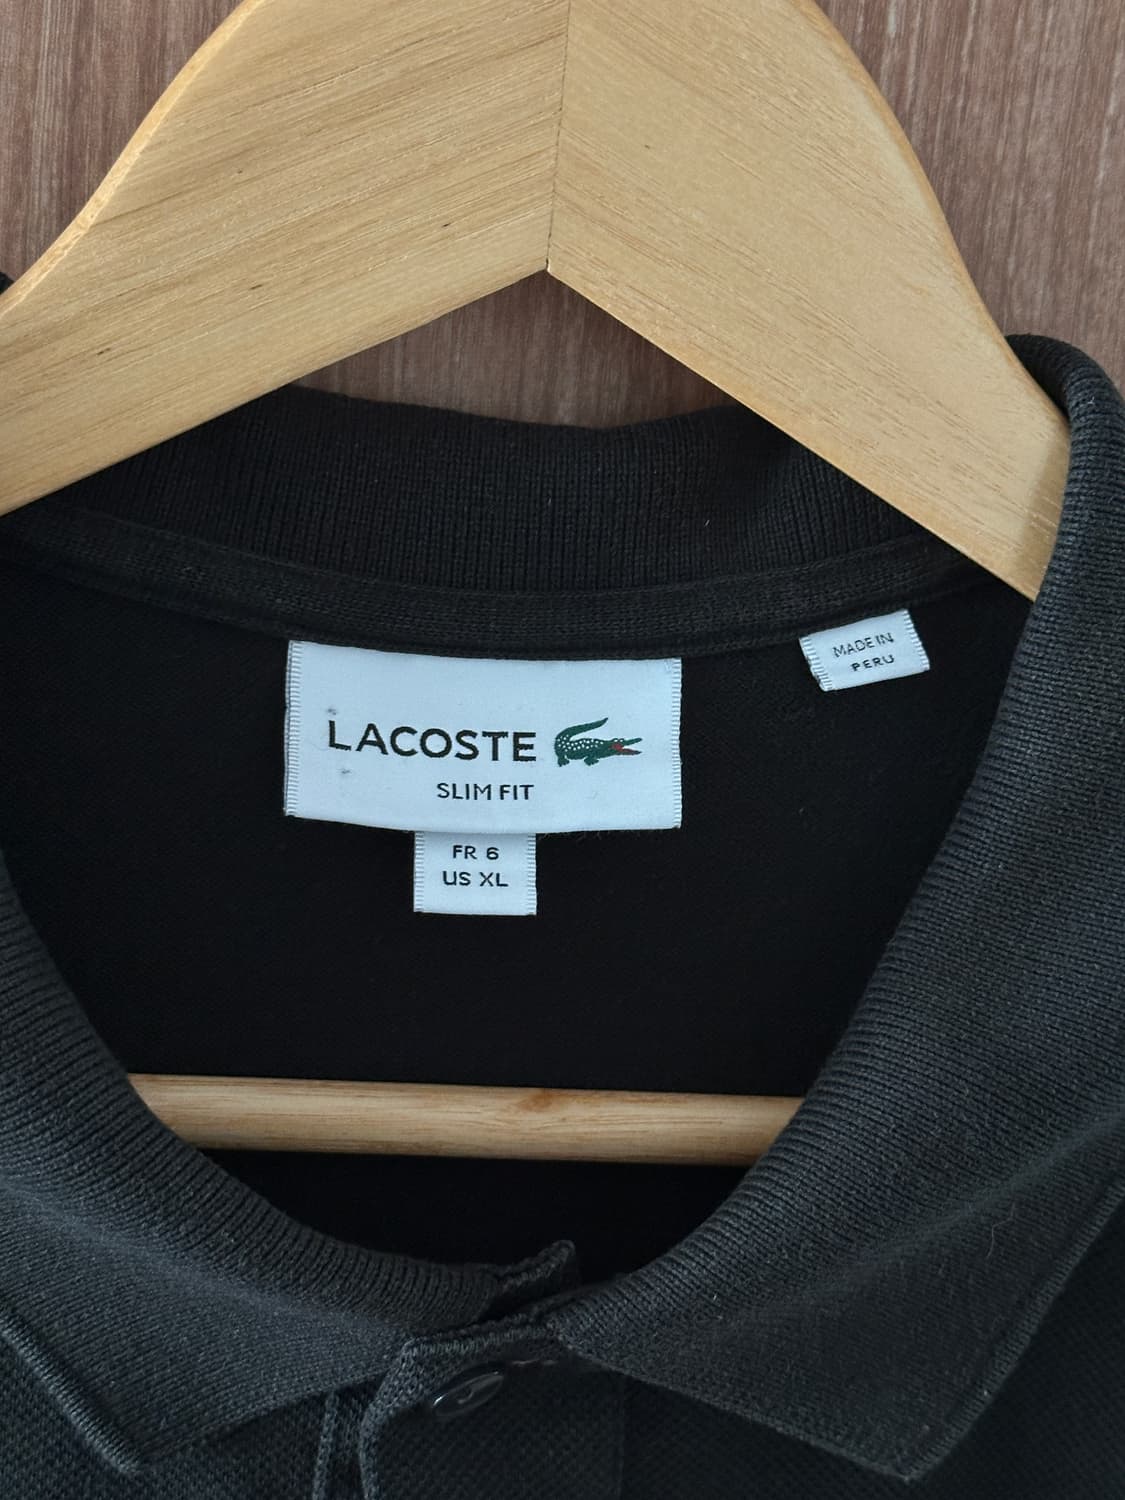 MADE IN
PERU
LACOSTE
SLIM FIT
FR 6
US XL